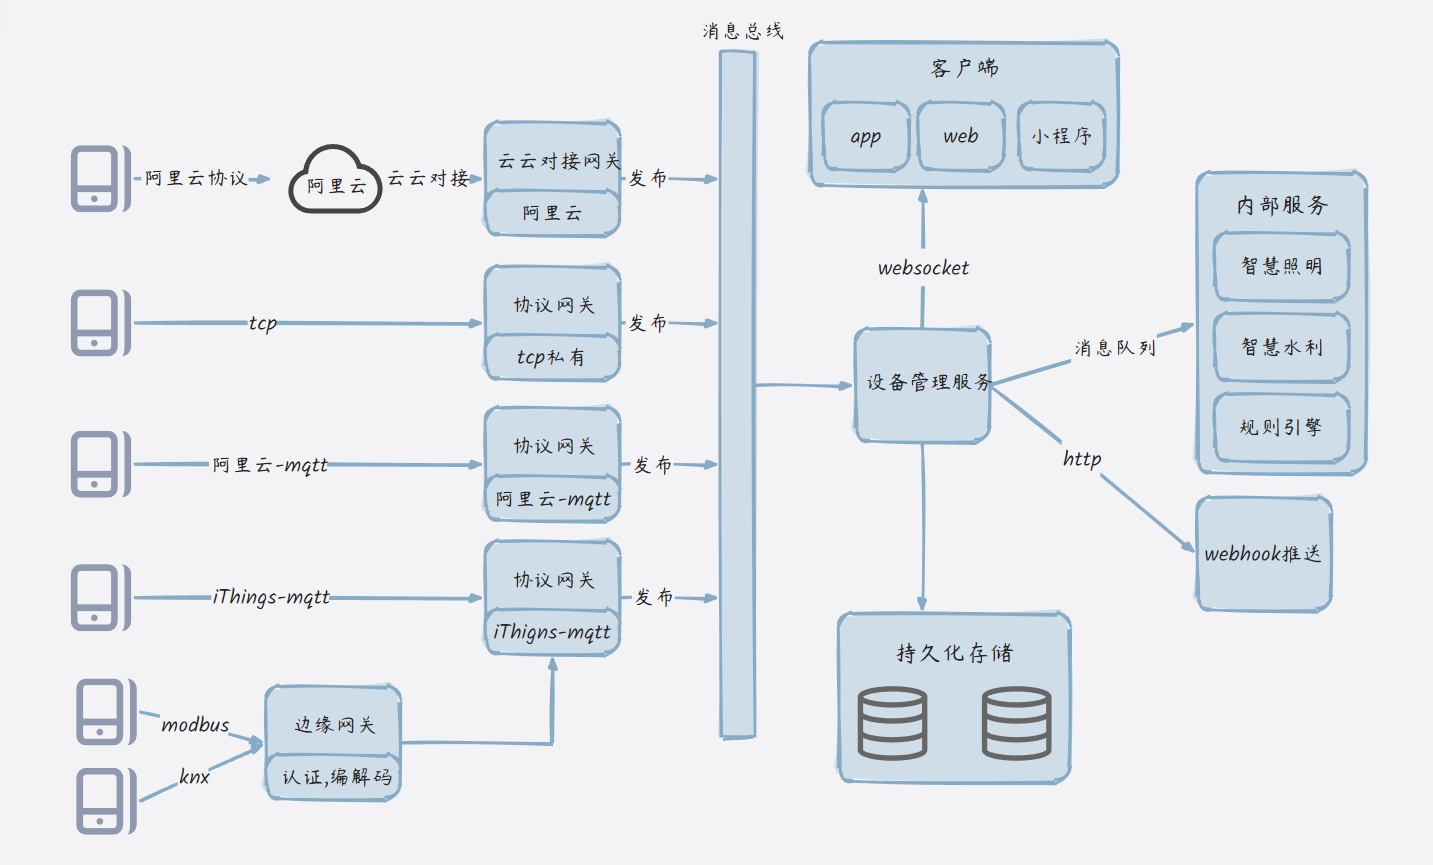 消息总线
客户端
app
web
小程序
阿里云协议
阿里云
云云对接
云云对接网关
发布
阿里云
内部服务
智慧照明
智慧水利
规则引擎
websocket
tcp
协议网关
发布
tcp私有
消息队列
设备管理服务
阿里云-mqtt
协议网关
发布
阿里云-mqtt
http
webhook推送
iThings-mqtt
协议网关
发布
iThigns-mqtt
持久化存储
modbus
knx
边缘网关
认证,编解码